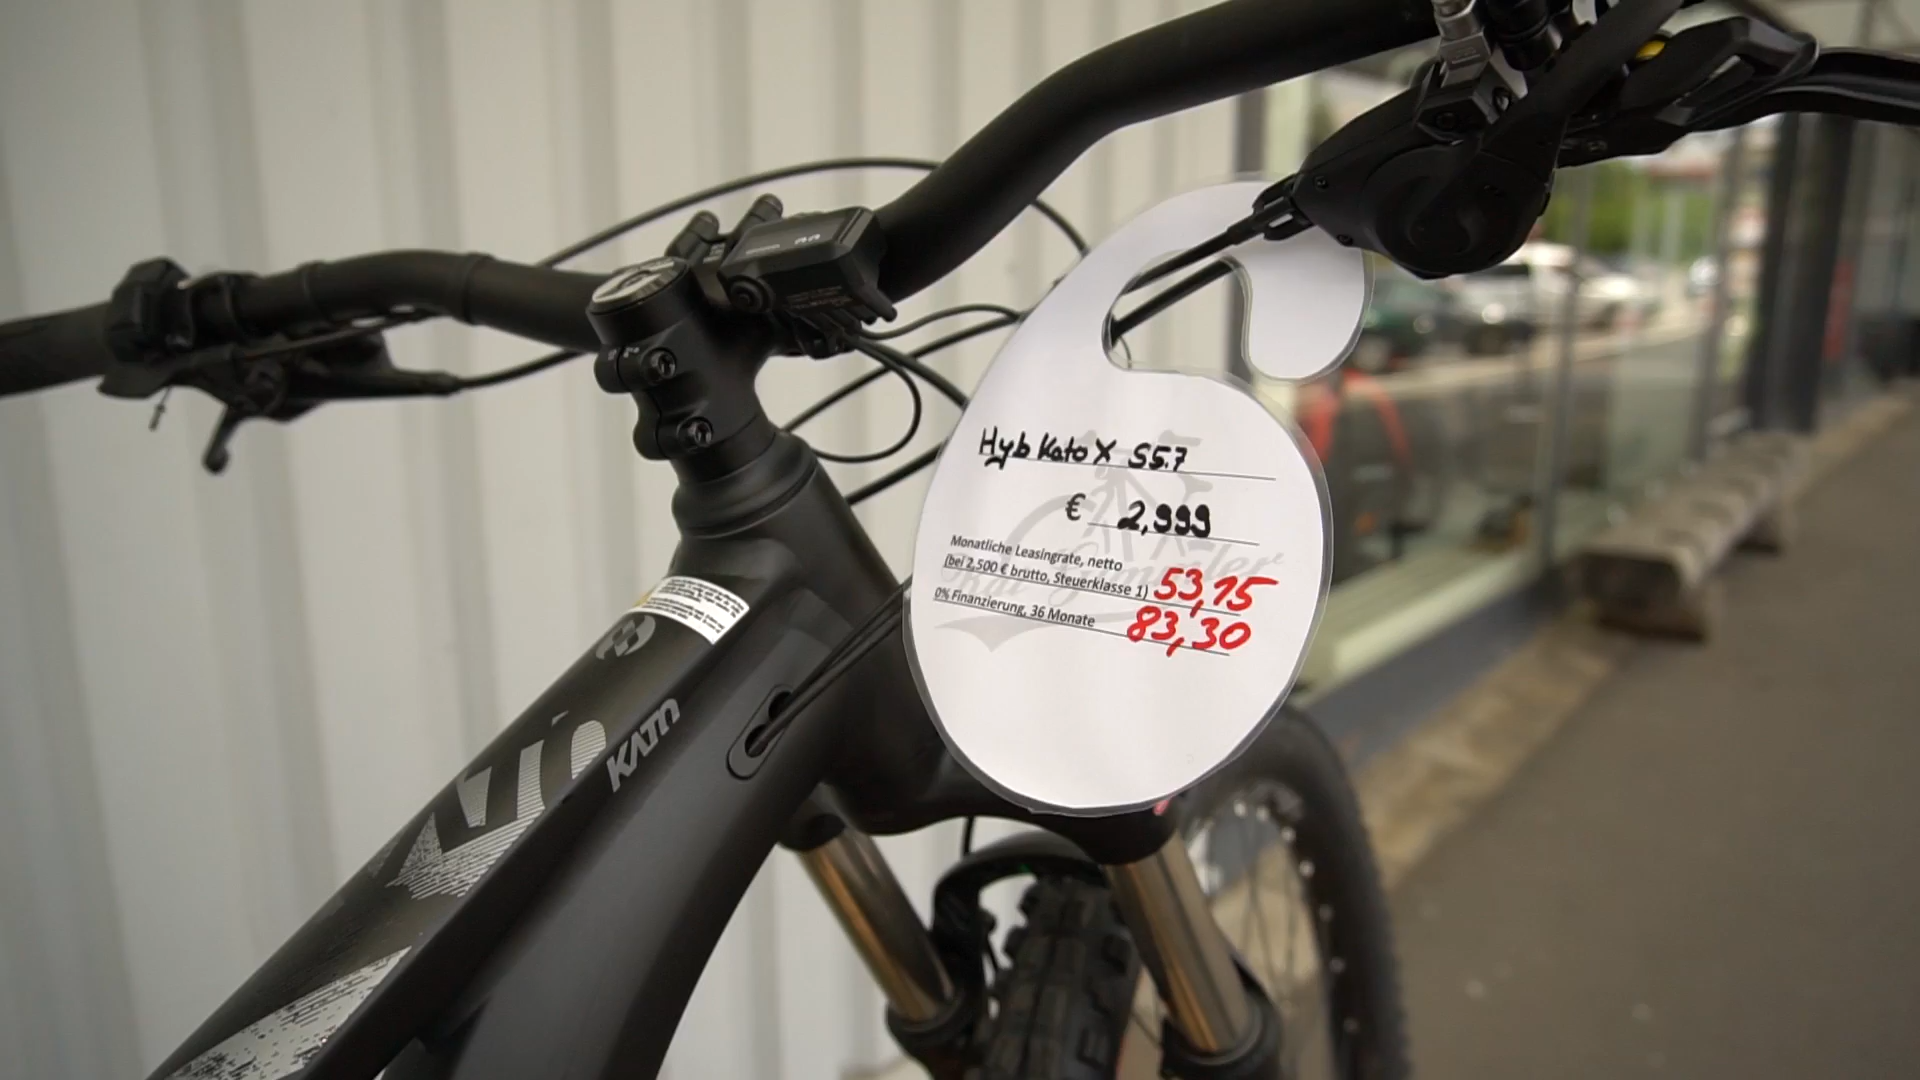 Hyb Kato X S5.7
€ 2,999
Monatliche Leasingrate, netto
(bei 2.500 € brutto, Steuerklasse 1) 53,15
0% Finanzierung, 36 Monate 83,30
KATO